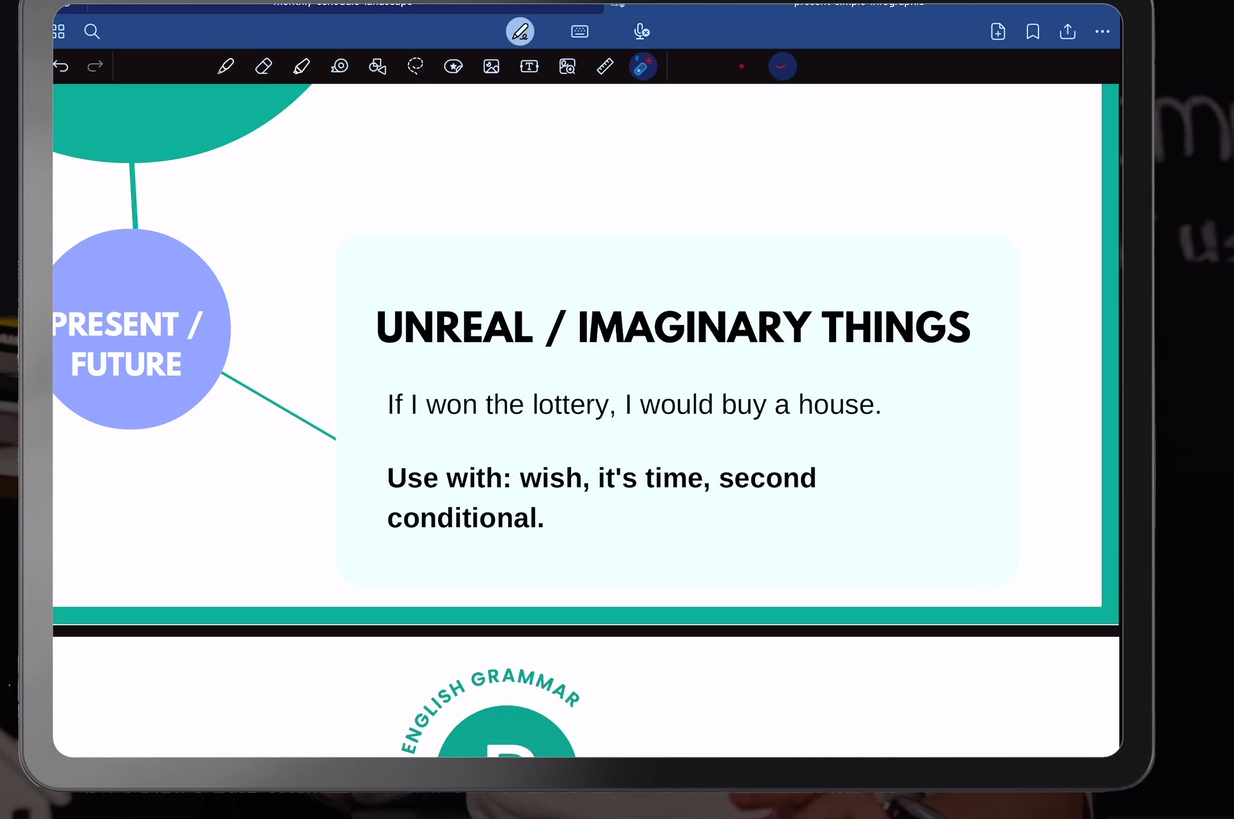 PRESENT /
FUTURE
UNREAL / IMAGINARY THINGS
If I won the lottery, I would buy a house.
Use with: wish, it's time, second
conditional.
ENGLISH GRAMMAR